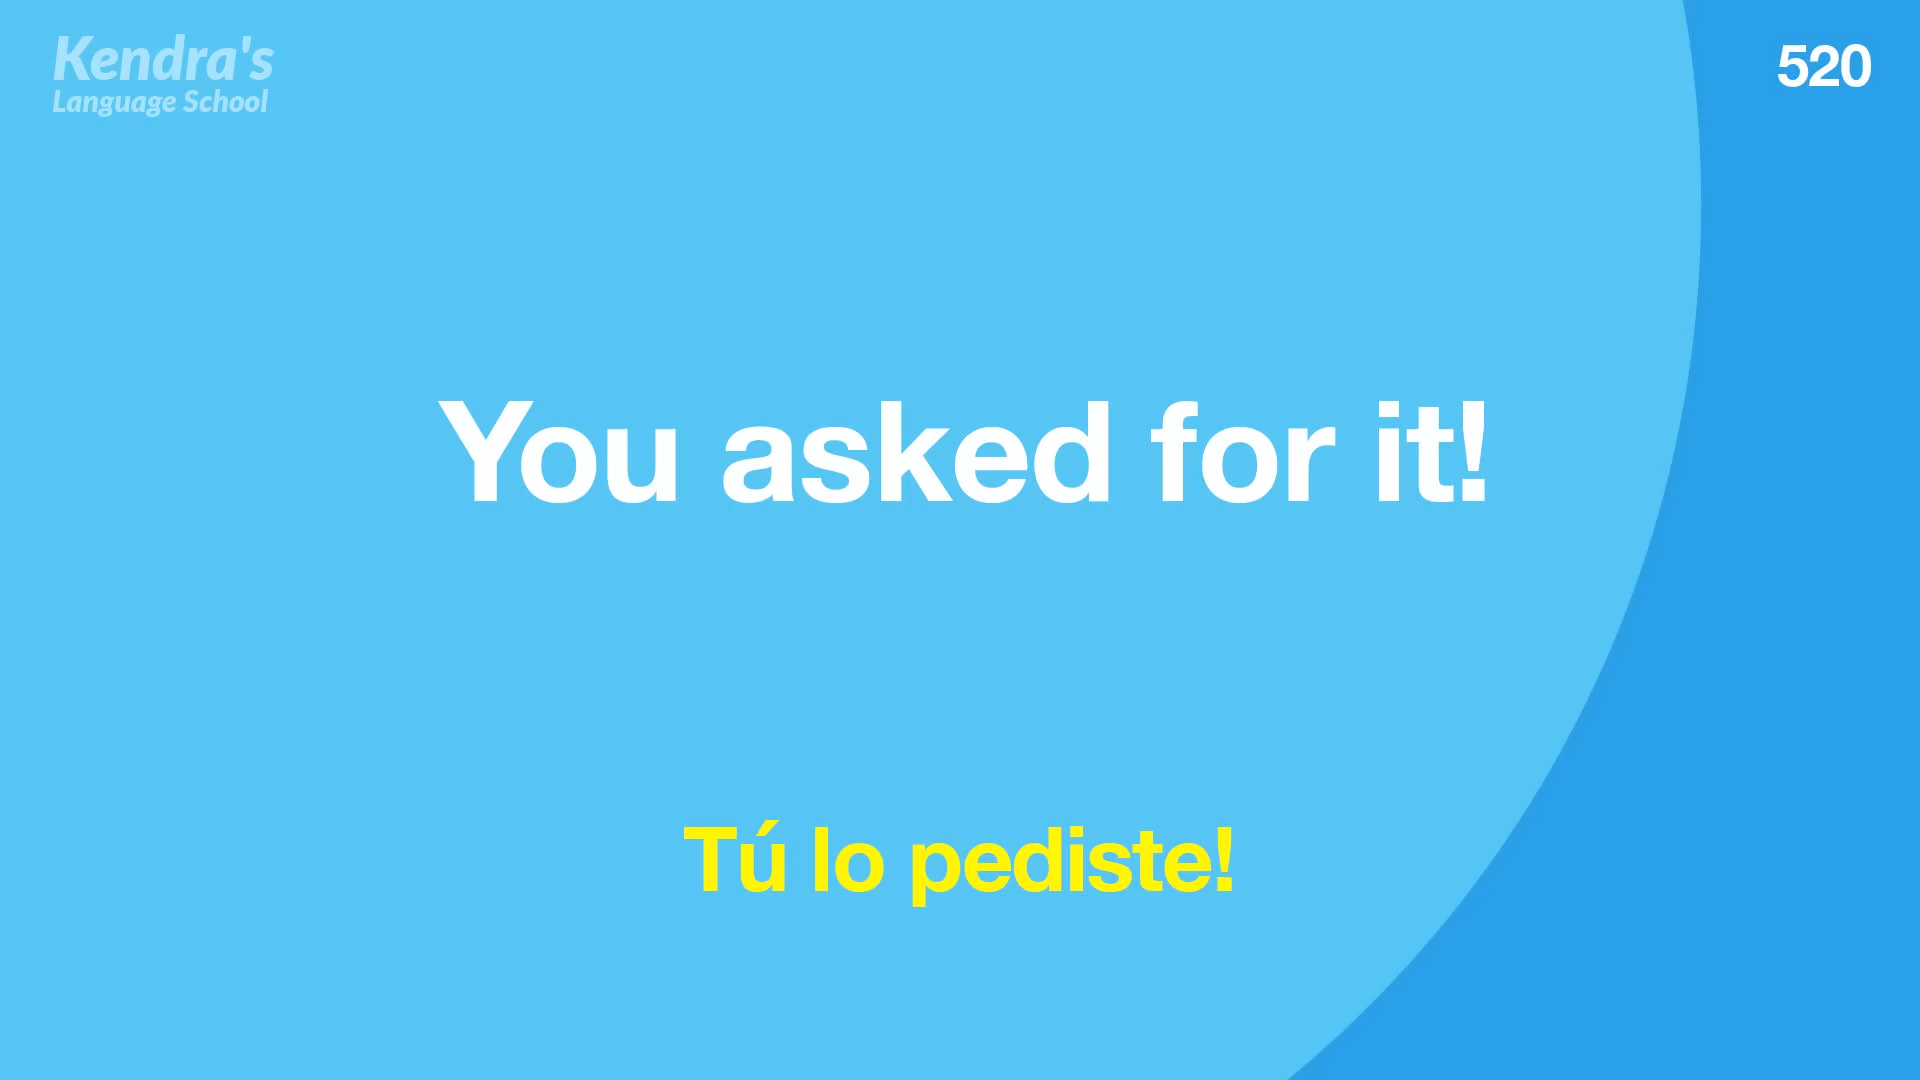 Kendra's
Language School
520
You asked for it!
Tú lo pediste!